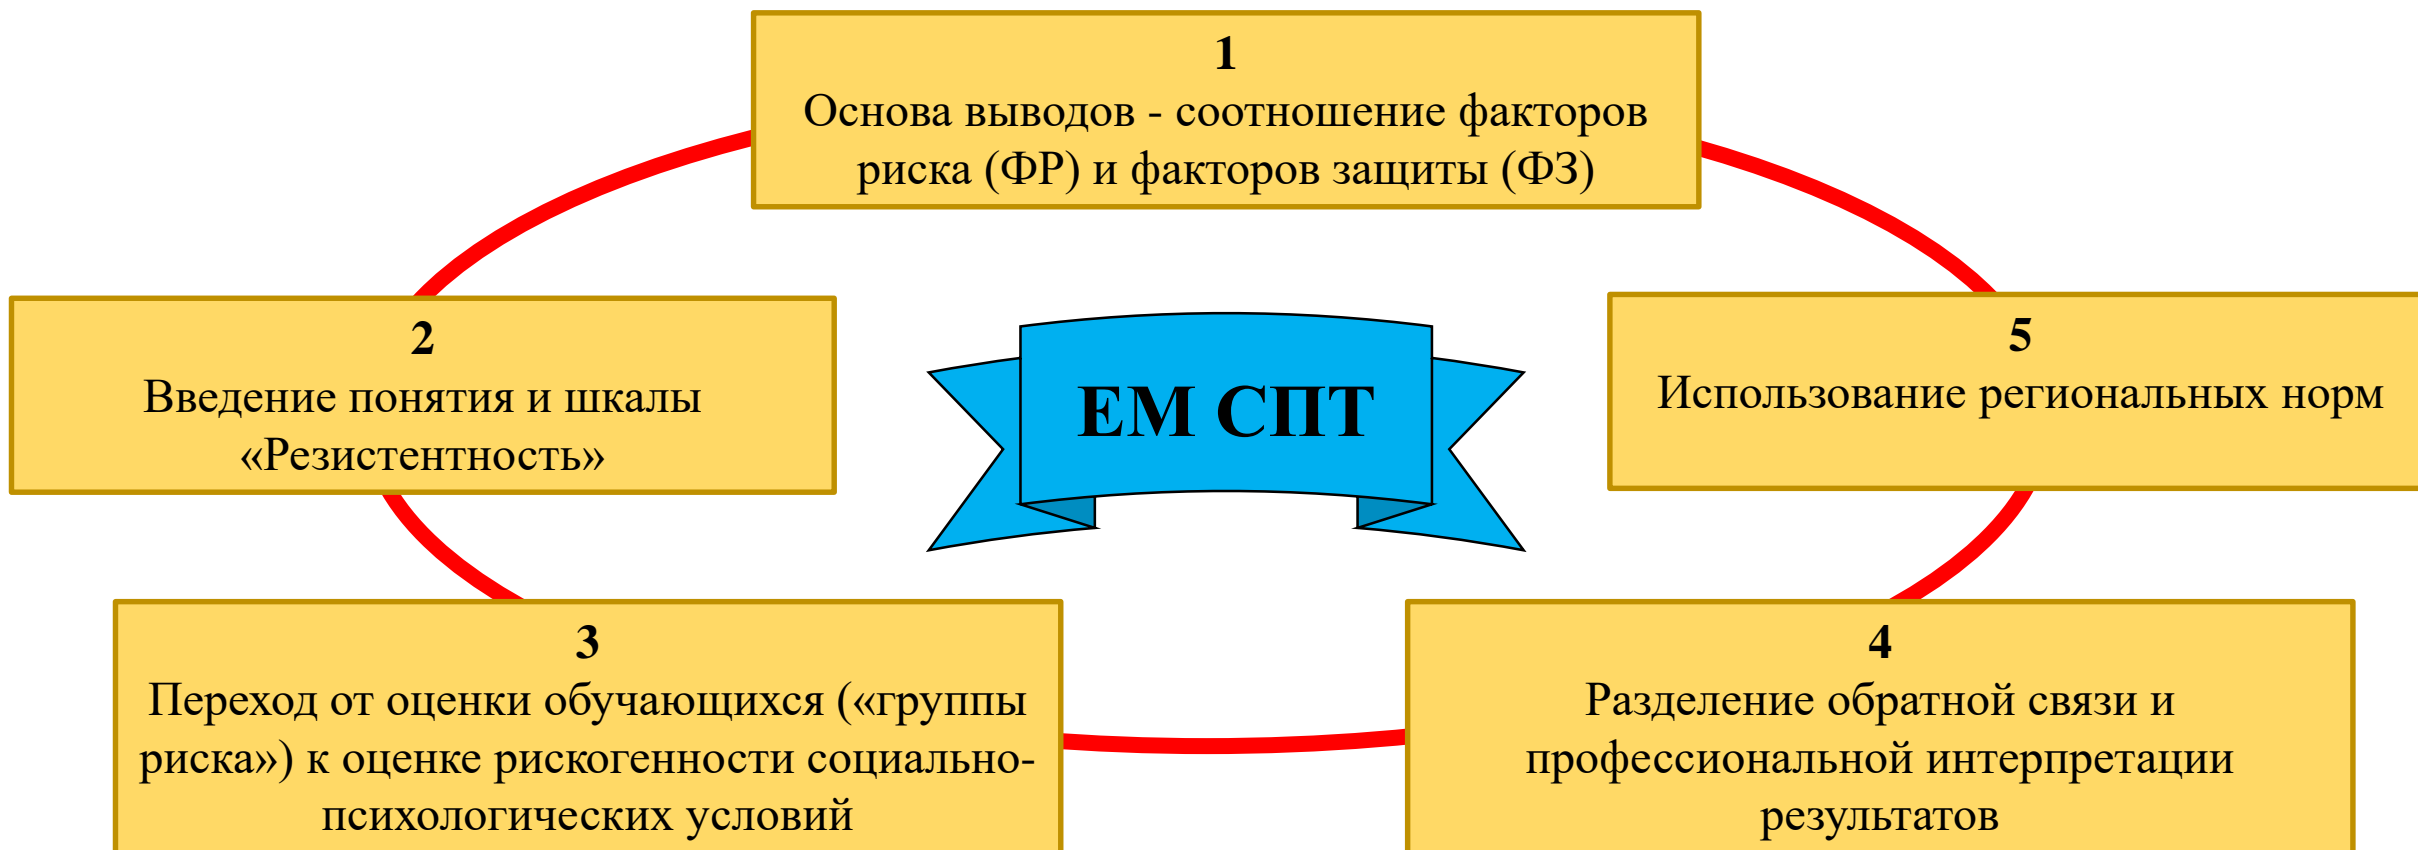 1
Основа выводов - соотношение факторов
риска (ФР) и факторов защиты (ФЗ)
2
Введение понятия и шкалы
«Резистентность»
ЕМ СПТ
5
Использование региональных норм
3
Переход от оценки обучающихся («группы
риска») к оценке рискогенности социально-
психологических условий
4
Разделение обратной связи и
профессиональной интерпретации
результатов